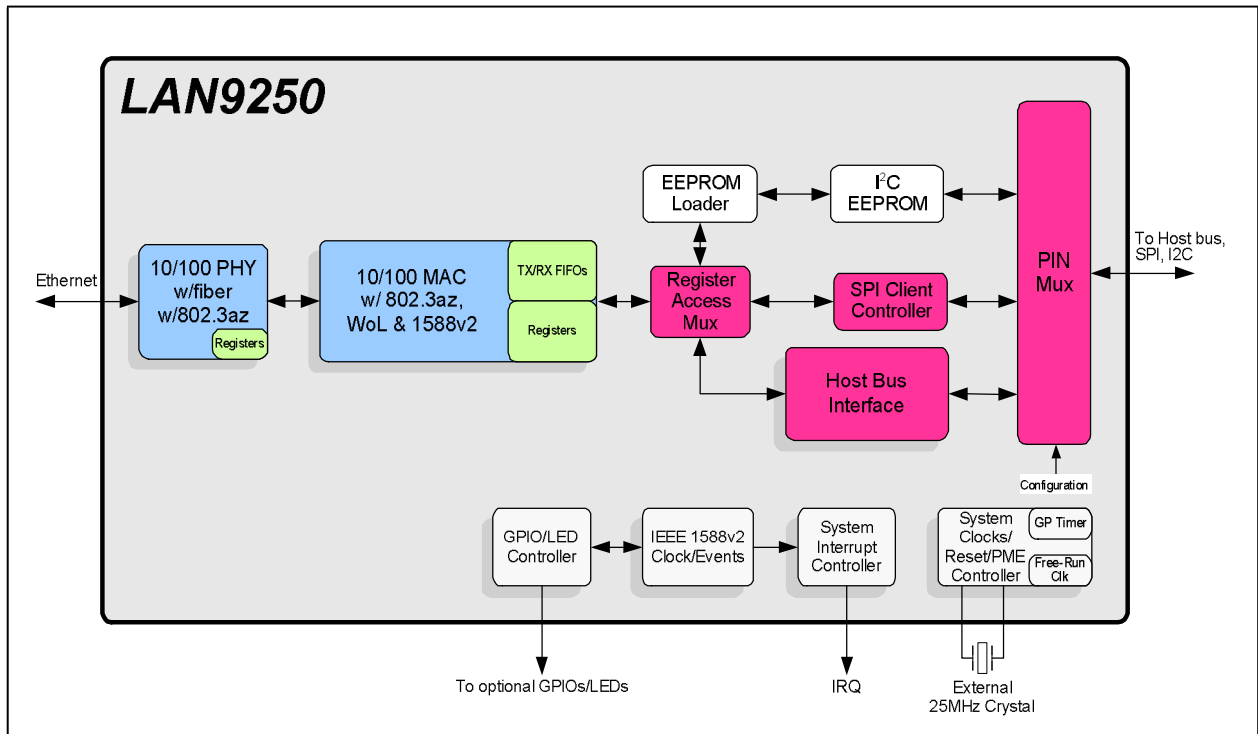 LAN9250
EEPROM
Loader
I²C
EEPROM
PIN
Mux
To Host bus,
SPI, I2C
Ethernet
10/100 PHY
w/fiber
w/802.3az
Registers
10/100 MAC
w/ 802.3az,
WoL & 1588v2
TX/RX FIFOs
Registers
Register
Access
Mux
SPI Client
Controller
Host Bus
Interface
Configuration
GPIO/LED
Controller
IEEE 1588v2
Clock/Events
System
Interrupt
Controller
System
Clocks/
Reset/PME
Controller
GP Timer
Free-Run
Clk
To optional GPIOs/LEDs
IRQ
External
25MHz Crystal